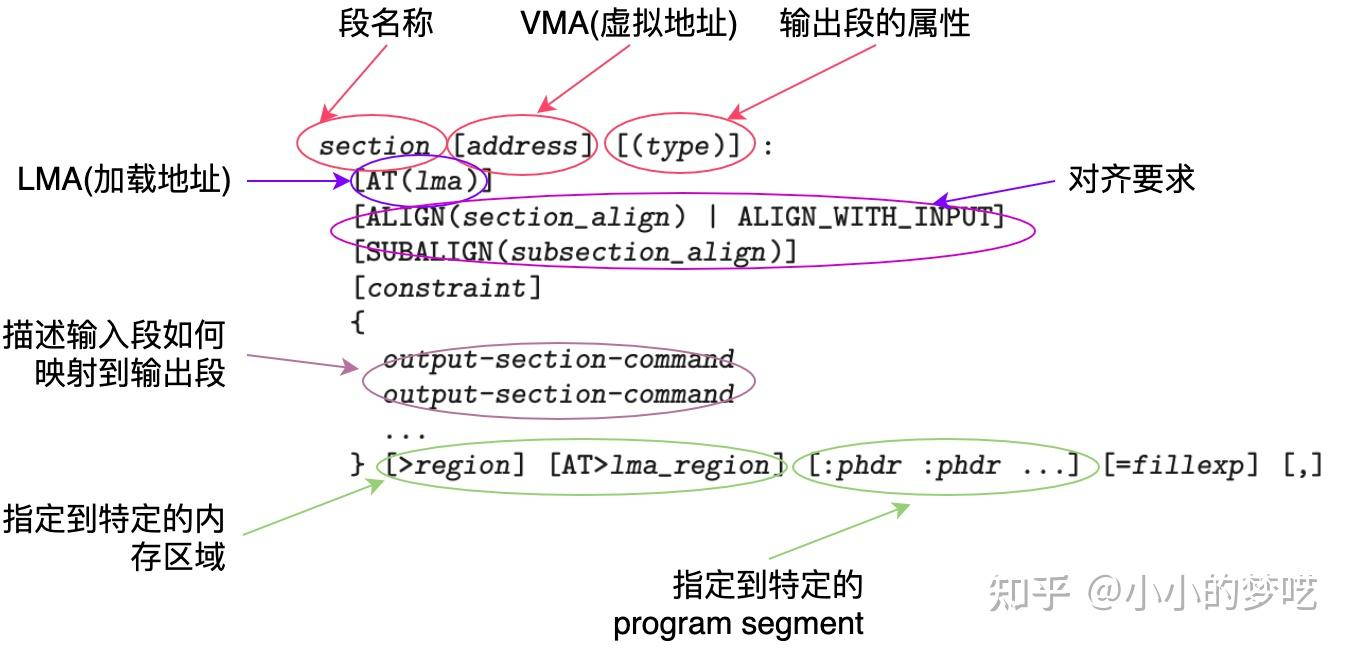 段名称 VMA(虚拟地址) 输出段的属性
section [address] [(type)] :
LMA(加载地址) [AT(lma)] 对齐要求
[ALIGN(section_align) | ALIGN_WITH_INPUT]
[SUBALIGN(subsection_align)]
[constraint]
{
描述输入段如何
映射到输出段
output-section-command
output-section-command
...
} [>region] [AT>lma_region] [:phdr :phdr ...] [=fillexp] [,]
指定到特定的内
存区域
指定到特定的
program segment
知乎 @小小的梦呓